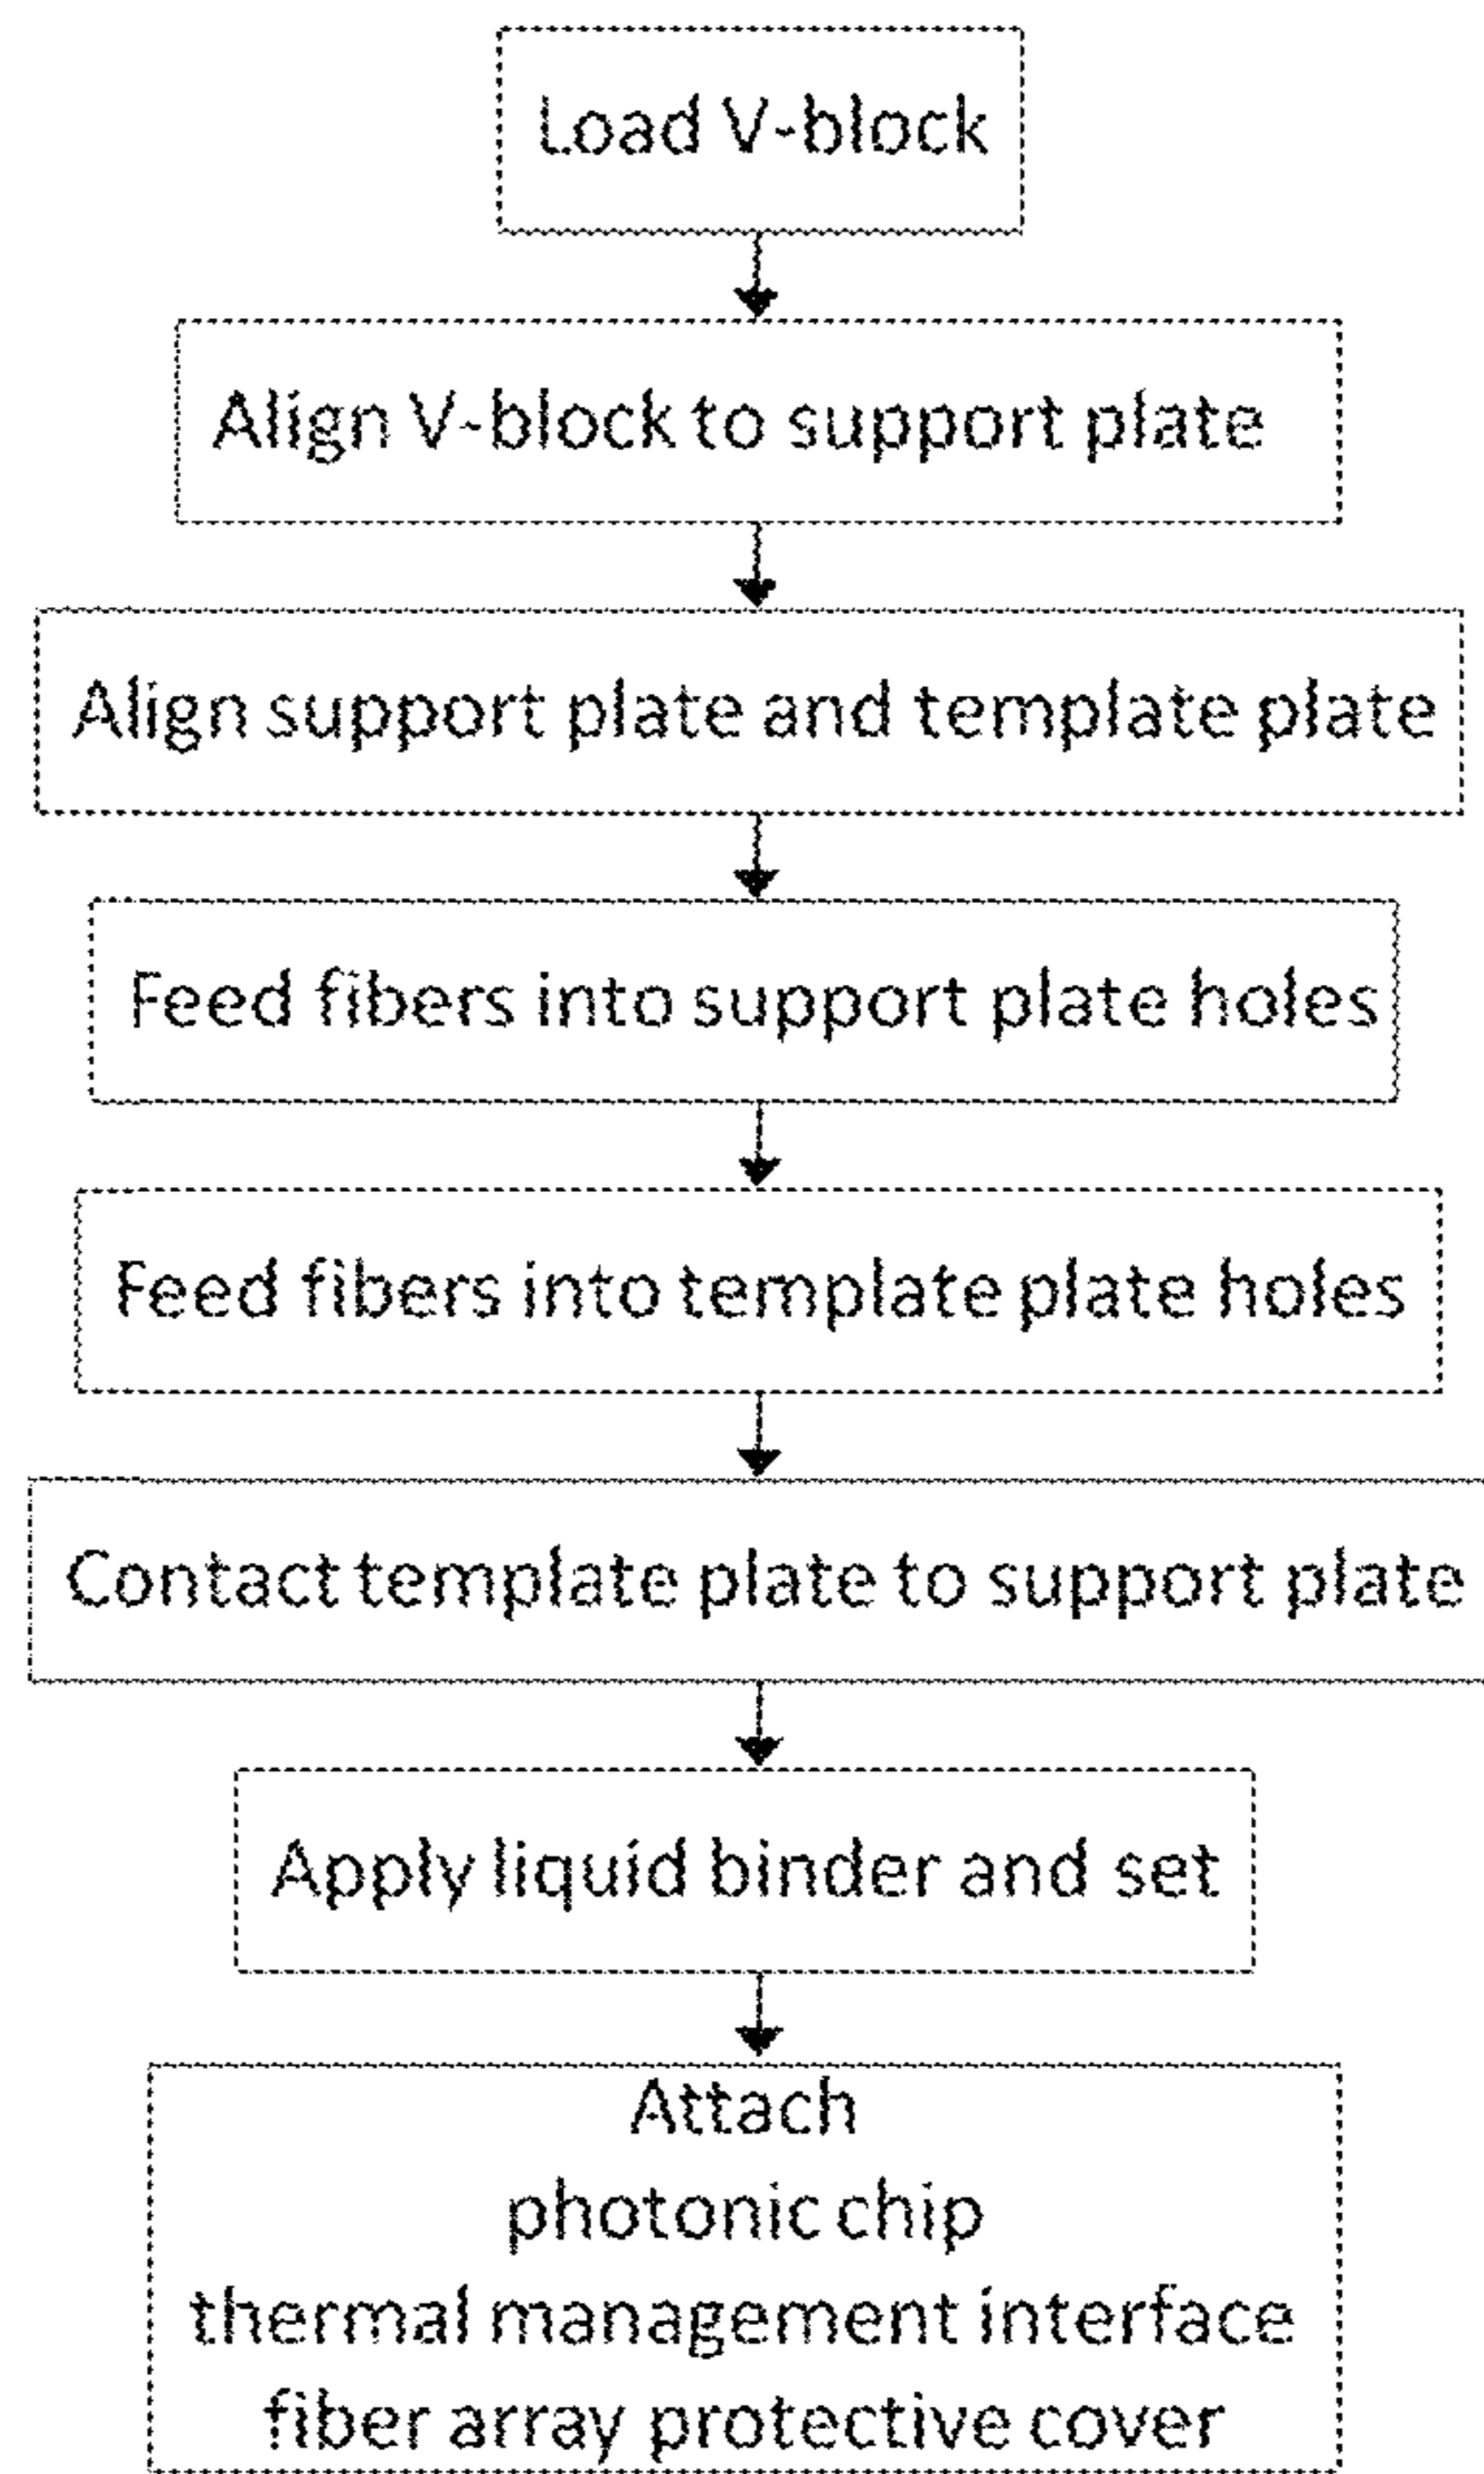 Load V-block
Align V-block to support plate
Align support plate and template plate
Feed fibers into support plate holes
Feed fibers into template plate holes
Contact template plate to support plate
Apply liquid binder and set
Attach
photonic chip
thermal management interface
fiber array protective cover